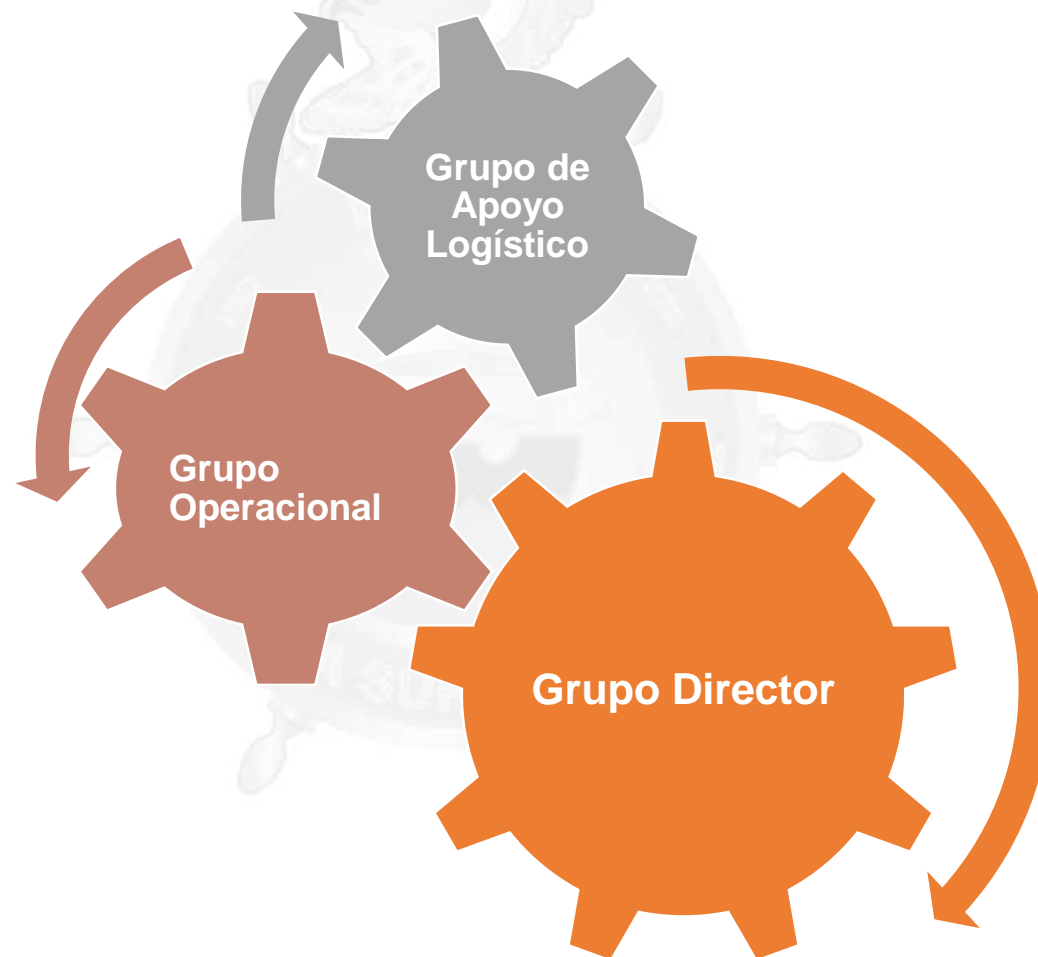 Grupo de
Apoyo
Logístico
Grupo
Operacional
Grupo Director